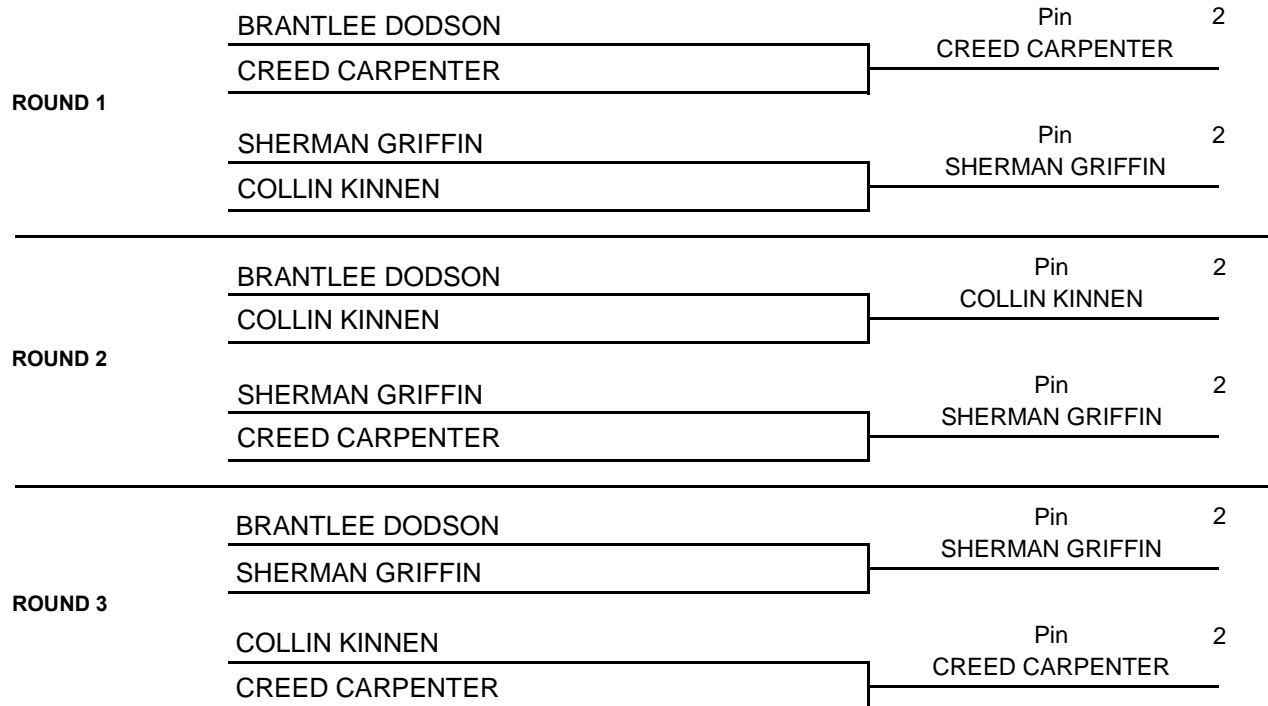 BRANTLEE DODSON
Pin 2
CREED CARPENTER
CREED CARPENTER
ROUND 1
SHERMAN GRIFFIN
Pin 2
SHERMAN GRIFFIN
COLLIN KINNEN
BRANTLEE DODSON
Pin 2
COLLIN KINNEN
COLLIN KINNEN
ROUND 2
SHERMAN GRIFFIN
Pin 2
SHERMAN GRIFFIN
CREED CARPENTER
BRANTLEE DODSON
Pin 2
SHERMAN GRIFFIN
SHERMAN GRIFFIN
ROUND 3
COLLIN KINNEN
Pin 2
CREED CARPENTER
CREED CARPENTER